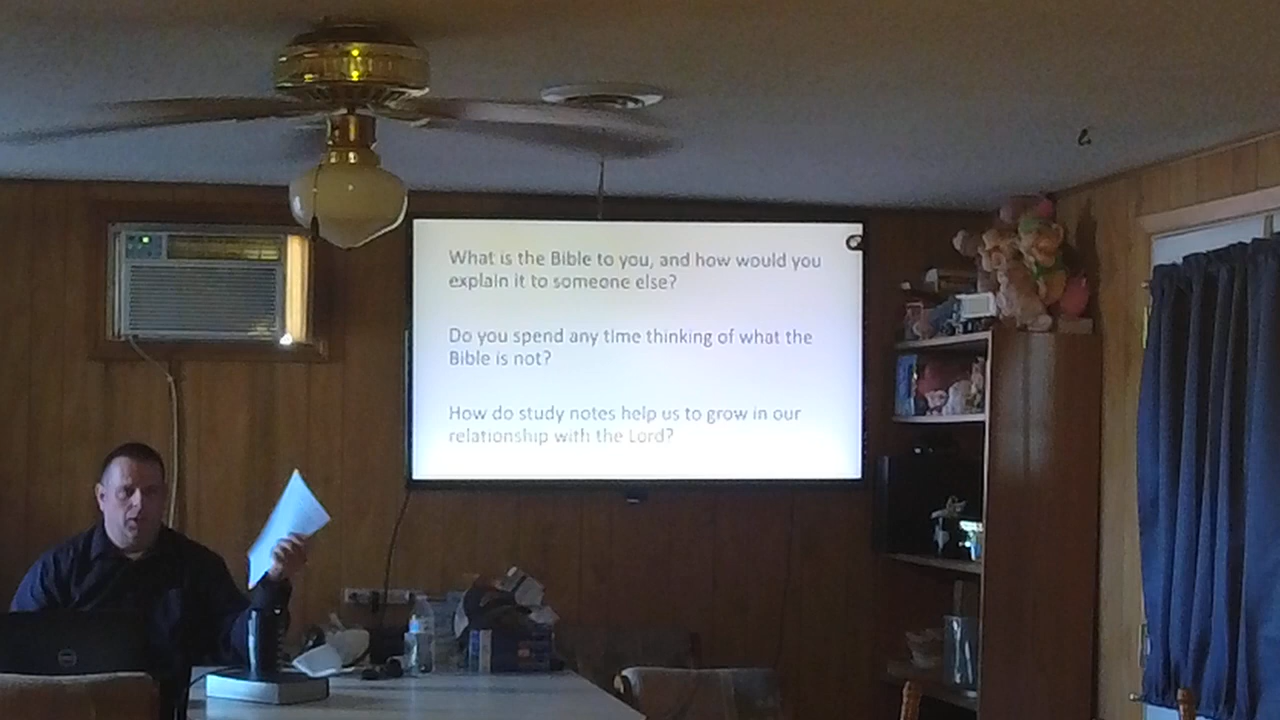 What is the Bible to you, and how would you
explain it to someone else?
Do you spend any time thinking of what the
Bible is not?
How do study notes help us to grow in our
relationship with the Lord?